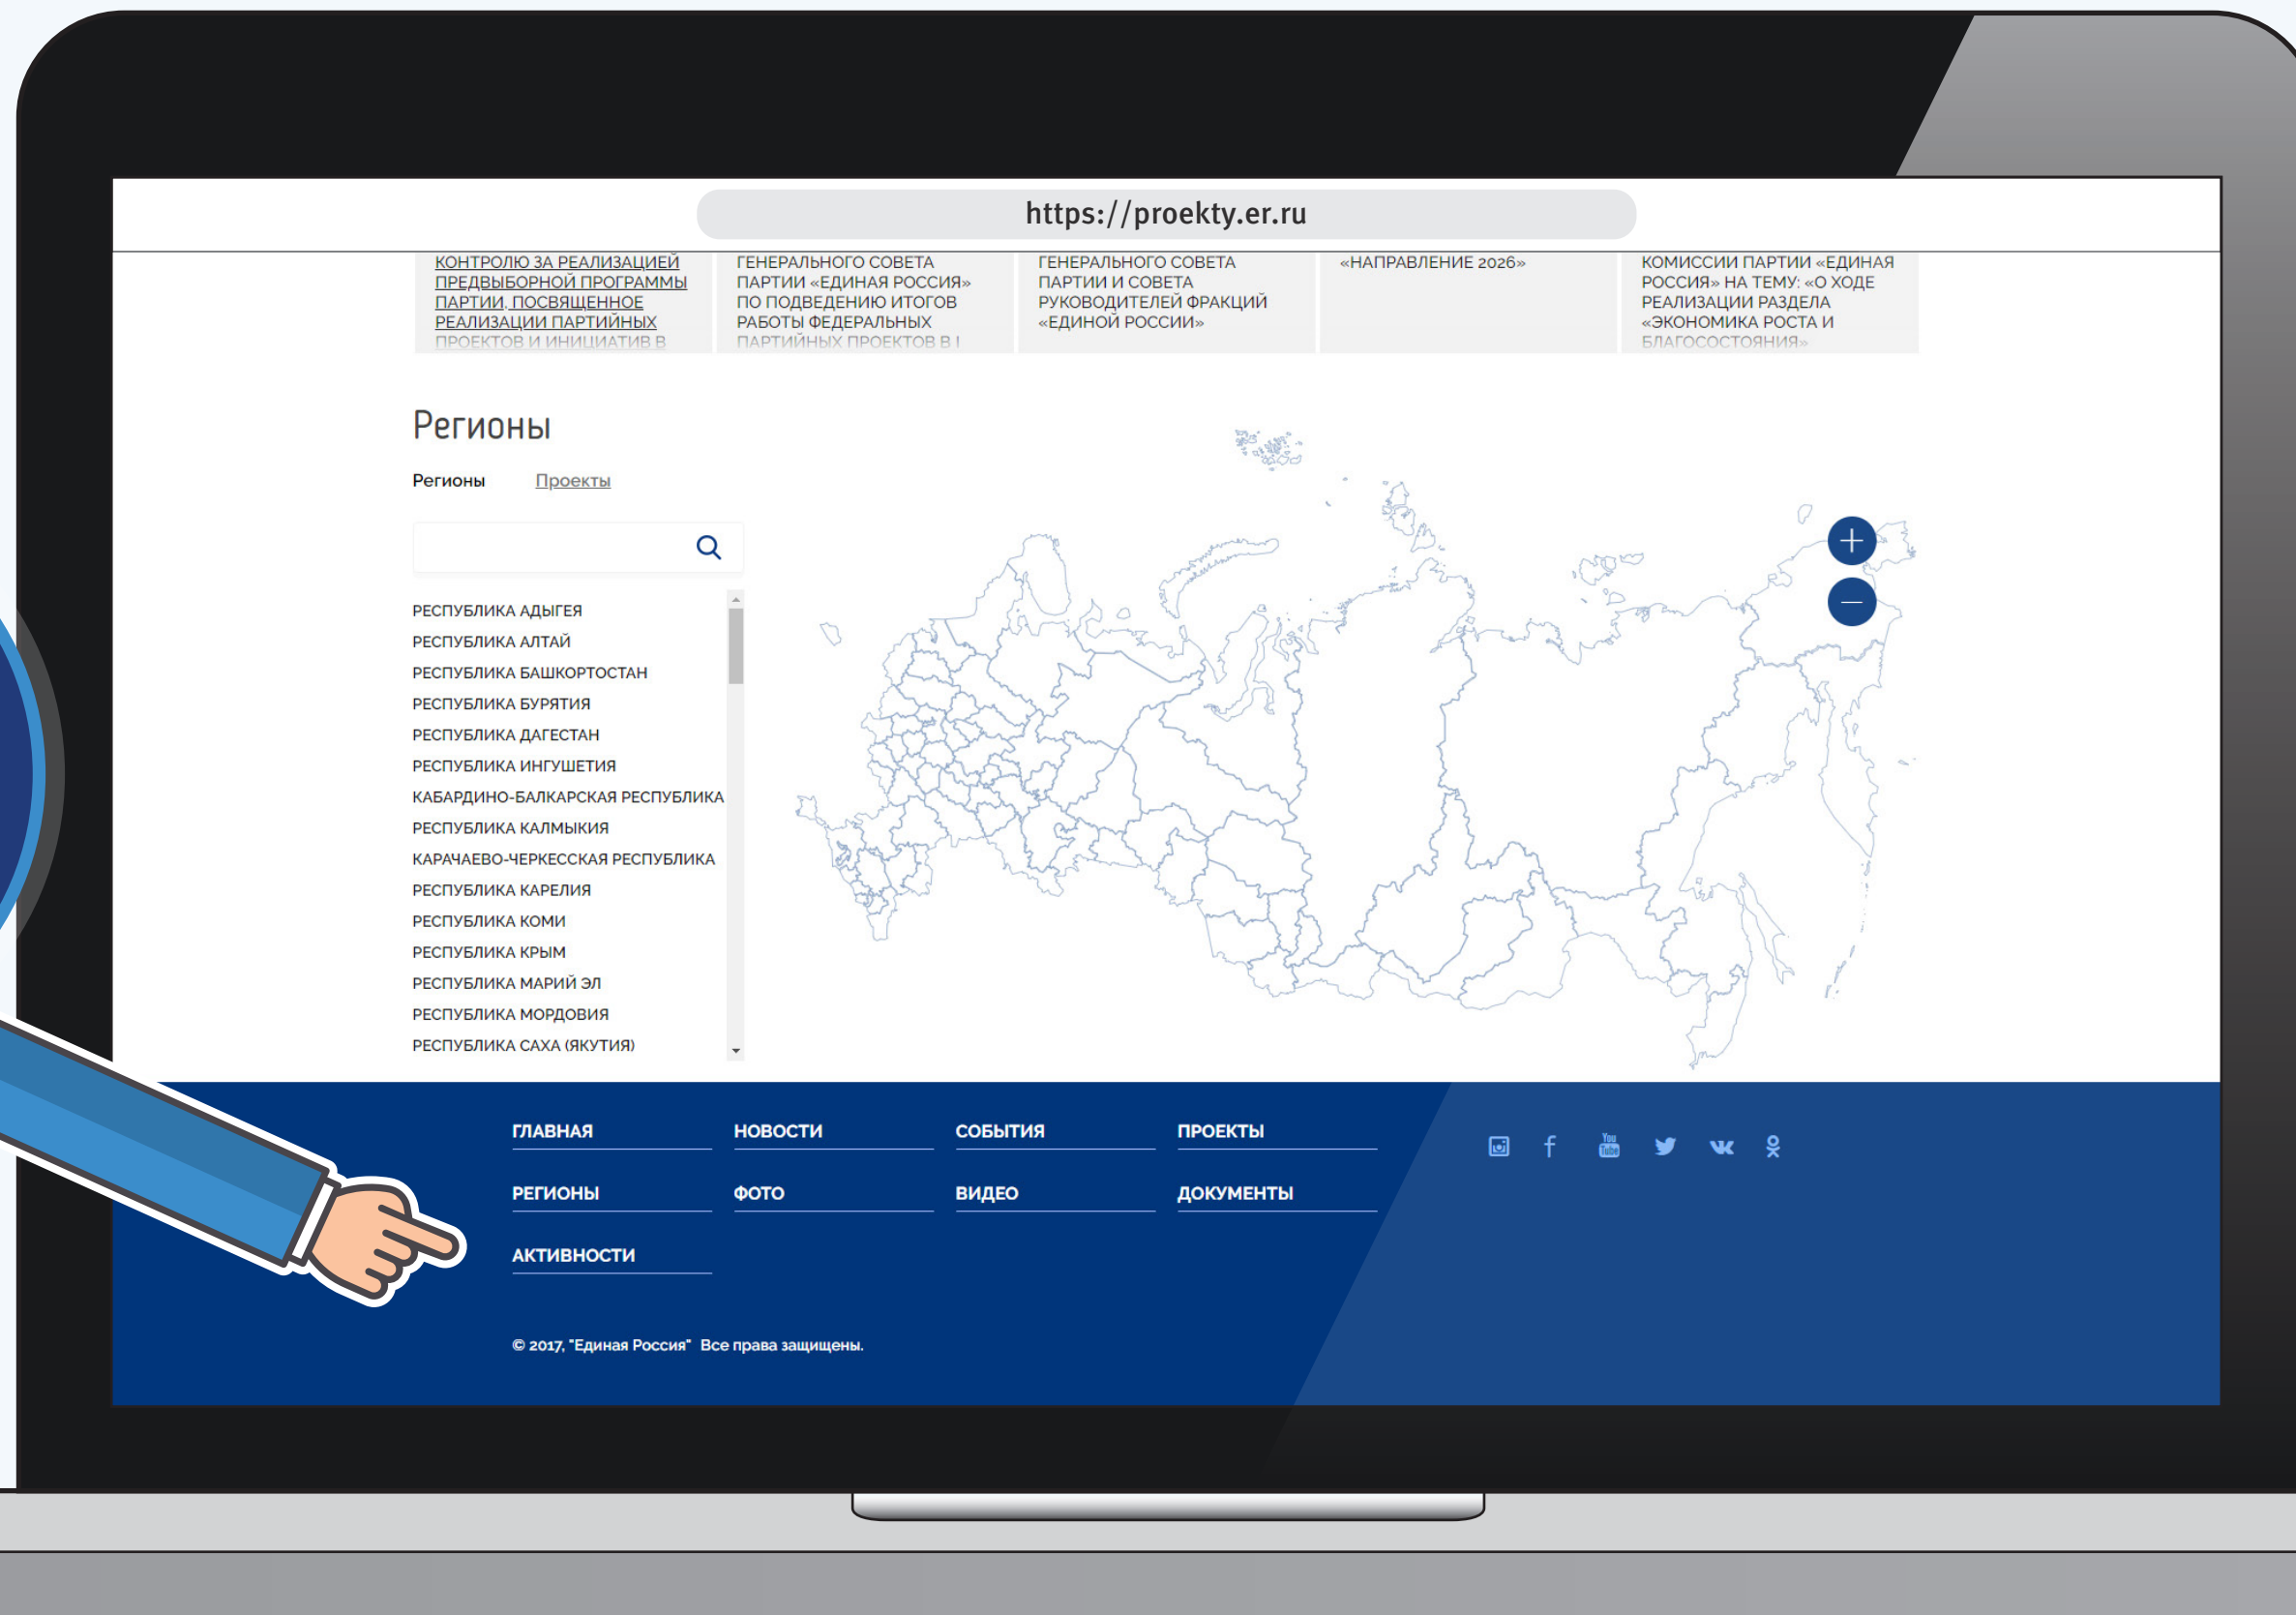 https://proekty.er.ru
КОНТРОЛЮ ЗА РЕАЛИЗАЦИЕЙ
ПРЕДВЫБОРНОЙ ПРОГРАММЫ
ПАРТИИ, ПОСВЯЩЕННОЕ
РЕАЛИЗАЦИИ ПАРТИЙНЫХ
ПРОЕКТОВ И ИНИЦИАТИВ В
ГЕНЕРАЛЬНОГО СОВЕТА
ПАРТИИ «ЕДИНАЯ РОССИЯ»
ПО ПОДВЕДЕНИЮ ИТОГОВ
РАБОТЫ ФЕДЕРАЛЬНЫХ
ПАРТИЙНЫХ ПРОЕКТОВ В I
ГЕНЕРАЛЬНОГО СОВЕТА
ПАРТИИ И СОВЕТА
РУКОВОДИТЕЛЕЙ ФРАКЦИЙ
«ЕДИНОЙ РОССИИ»
«НАПРАВЛЕНИЕ 2026»
КОМИССИИ ПАРТИИ «ЕДИНАЯ
РОССИЯ» НА ТЕМУ: «О ХОДЕ
РЕАЛИЗАЦИИ РАЗДЕЛА
«ЭКОНОМИКА РОСТА И
БЛАГОСОСТОЯНИЯ»
Регионы
Регионы Проекты
РЕСПУБЛИКА АДЫГЕЯ
РЕСПУБЛИКА АЛТАЙ
РЕСПУБЛИКА БАШКОРТОСТАН
РЕСПУБЛИКА БУРЯТИЯ
РЕСПУБЛИКА ДАГЕСТАН
РЕСПУБЛИКА ИНГУШЕТИЯ
КАБАРДИНО-БАЛКАРСКАЯ РЕСПУБЛИКА
РЕСПУБЛИКА КАЛМЫКИЯ
КАРАЧАЕВО-ЧЕРКЕССКАЯ РЕСПУБЛИКА
РЕСПУБЛИКА КАРЕЛИЯ
РЕСПУБЛИКА КОМИ
РЕСПУБЛИКА КРЫМ
РЕСПУБЛИКА МАРИЙ ЭЛ
РЕСПУБЛИКА МОРДОВИЯ
РЕСПУБЛИКА САХА (ЯКУТИЯ)
ГЛАВНАЯ НОВОСТИ СОБЫТИЯ ПРОЕКТЫ
РЕГИОНЫ ФОТО ВИДЕО ДОКУМЕНТЫ
АКТИВНОСТИ
You
Tube
© 2017, "Единая Россия" Все права защищены.